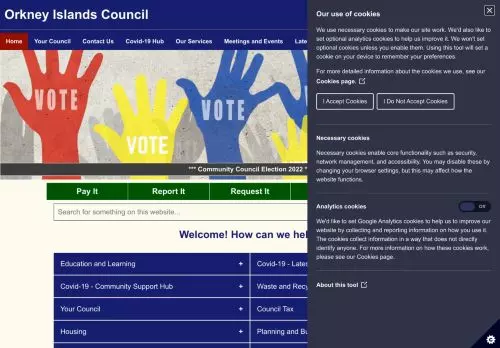 Orkney Islands Council
Home
Your Council
Contact Us
Covid-19 Hub
Our Services
Meetings and Events
Late
VOTE
VOTE
VOTE
*** Community Council Election 2022 *
Pay It
Report It
Request It
Search for something on this website...
Welcome! How can we hel
Education and Learning +
Covid-19 - Lates
Covid-19 - Community Support Hub +
Waste and Recy
Your Council +
Council Tax
Housing +
Planning and Bu
Our use of cookies
We use necessary cookies to make our site work. We'd also like to
set optional analytics cookies to help us improve it. We won't set
optional cookies unless you enable them. Using this tool will set a
cookie on your device to remember your preferences.
For more detailed information about the cookies we use, see our
Cookies page.
I Accept Cookies
I Do Not Accept Cookies
Necessary cookies
Necessary cookies enable core functionality such as security,
network management, and accessibility. You may disable these by
changing your browser settings, but this may affect how the
website functions.
Analytics cookies
Off
We'd like to set Google Analytics cookies to help us to improve our
website by collecting and reporting information on how you use it.
The cookies collect information in a way that does not directly
identify anyone. For more information on how these cookies work,
please see our Cookies page.
About this tool